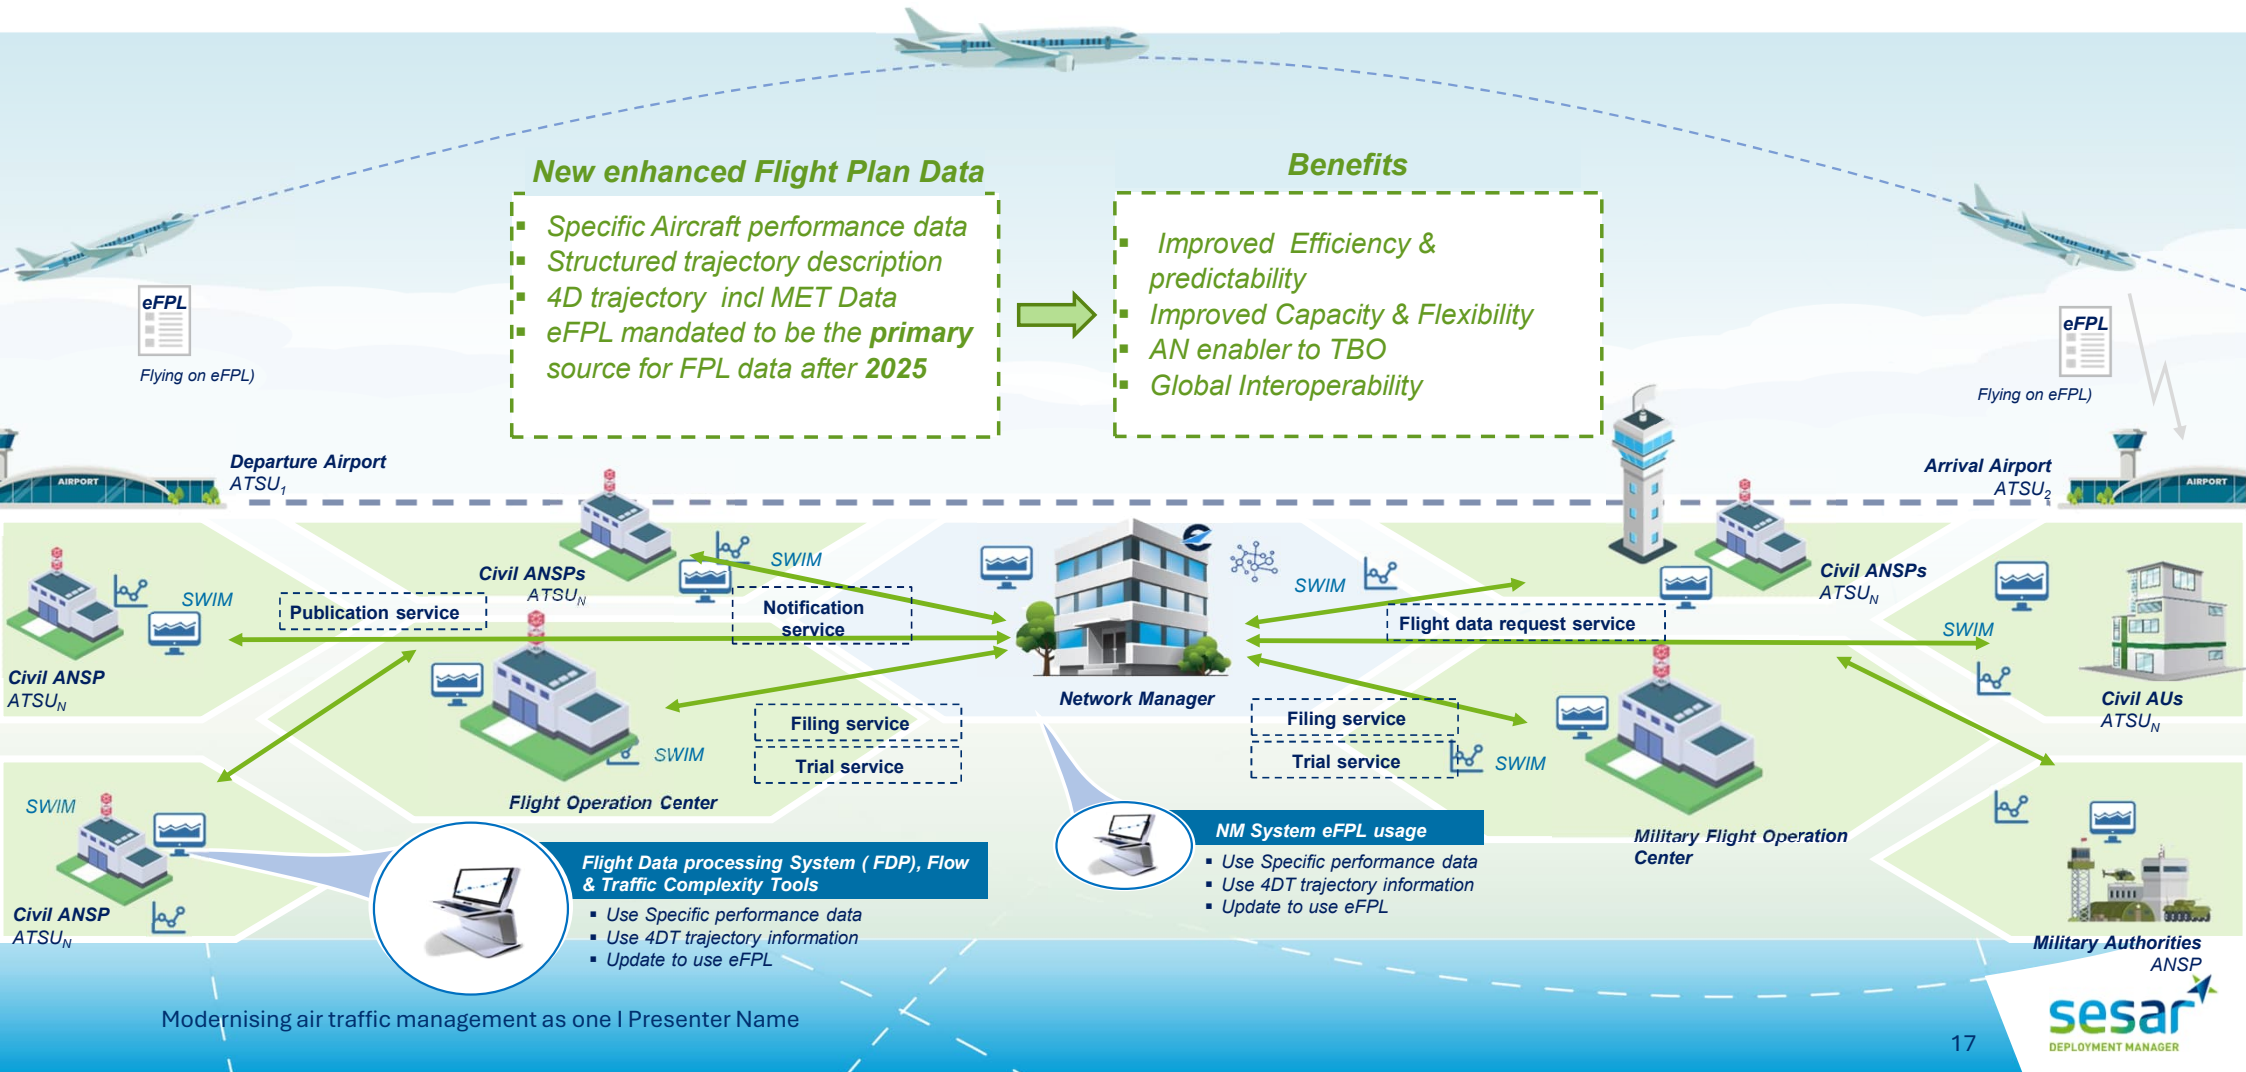 New enhanced Flight Plan Data
▪ Specific Aircraft performance data
▪ Structured trajectory description
▪ 4D trajectory incl MET Data
▪ eFPL mandated to be the primary
source for FPL data after 2025
Benefits
▪ Improved Efficiency &
predictability
▪ Improved Capacity & Flexibility
▪ AN enabler to TBO
▪ Global Interoperability
eFPL
Flying on eFPL)
eFPL
Flying on eFPL)
Departure Airport
ATSU1
AIRPORT
Arrival Airport
ATSU2
AIRPORT
SWIM
Civil ANSP
ATSUN
Publication service
Civil ANSPs
ATSUN
SWIM
Notification
service
Network Manager
SWIM
Flight data request service
Civil ANSPs
ATSUN
SWIM
Civil AUs
ATSUN
Filing service
Trial service
SWIM
Flight Operation Center
Filing service
Trial service
SWIM
Military Flight Operation
Center
SWIM
Civil ANSP
ATSUN
Flight Data processing System ( FDP), Flow
& Traffic Complexity Tools
▪ Use Specific performance data
▪ Use 4DT trajectory information
▪ Update to use eFPL
NM System eFPL usage
▪ Use Specific performance data
▪ Use 4DT trajectory information
▪ Update to use eFPL
Military Authorities
ANSP
Modernising air traffic management as one I Presenter Name
17
sesar
DEPLOYMENT MANAGER